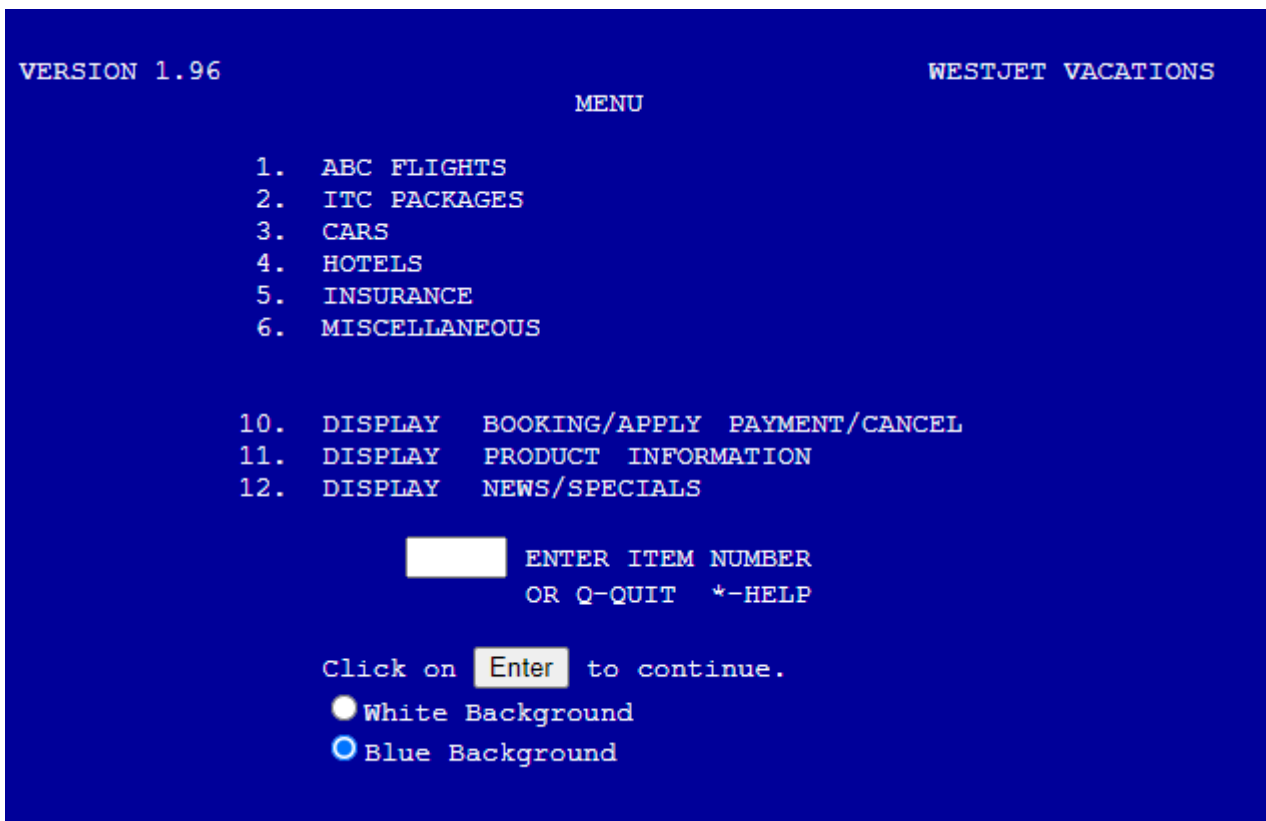 VERSION 1.96 WESTJET VACATIONS
MENU
1. ABC FLIGHTS
2. ITC PACKAGES
3. CARS
4. HOTELS
5. INSURANCE
6. MISCELLANEOUS
10. DISPLAY BOOKING/APPLY PAYMENT/CANCEL
11. DISPLAY PRODUCT INFORMATION
12. DISPLAY NEWS/SPECIALS
ENTER ITEM NUMBER
OR Q-QUIT *-HELP
Click on Enter to continue.
White Background
Blue Background